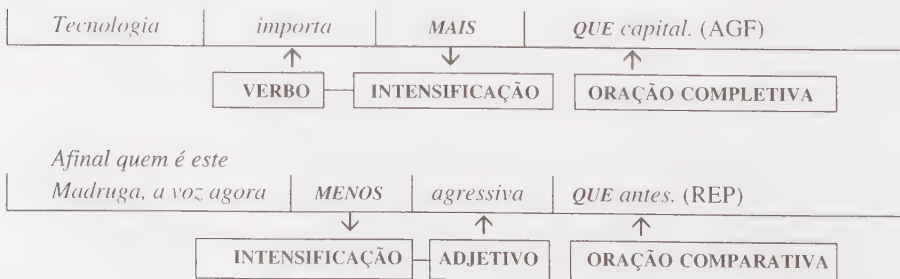 Tecnologia importa MAIS QUE capital. (AGF)
VERBO INTENSIFICAÇÃO ORAÇÃO COMPLETIVA
Afinal quem é este
Madruga, a voz agora MENOS agressiva QUE antes. (REP)
INTENSIFICAÇÃO ADJETIVO ORAÇÃO COMPARATIVA